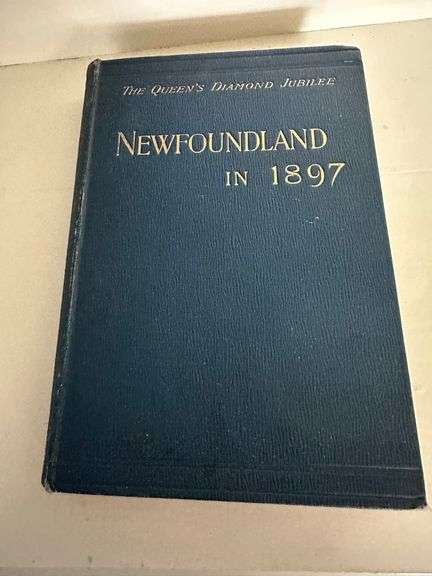 THE QUEEN'S DIAMOND JUBILEE
NEWFOUNDLAND
IN 1897